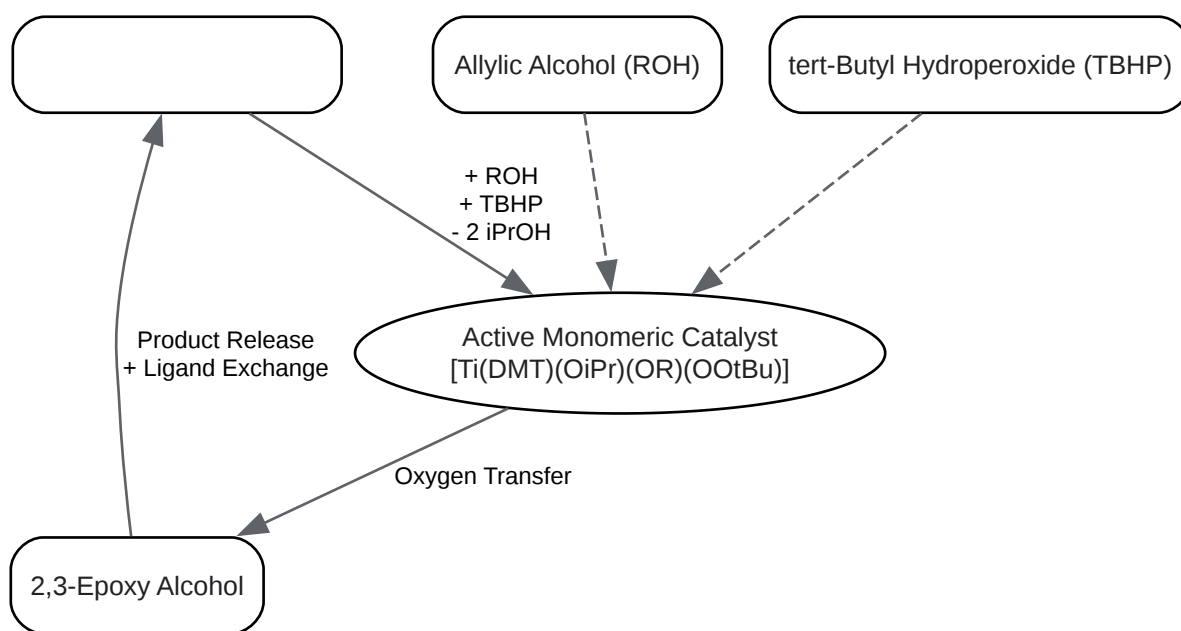 Allylic Alcohol (ROH)
tert-Butyl Hydroperoxide (TBHP)
+ ROH
+ TBHP
- 2 iPrOH
Active Monomeric Catalyst
[Ti(DMT)(OiPr)(OR)(OOtBu)]
Product Release
+ Ligand Exchange
Oxygen Transfer
2,3-Epoxy Alcohol